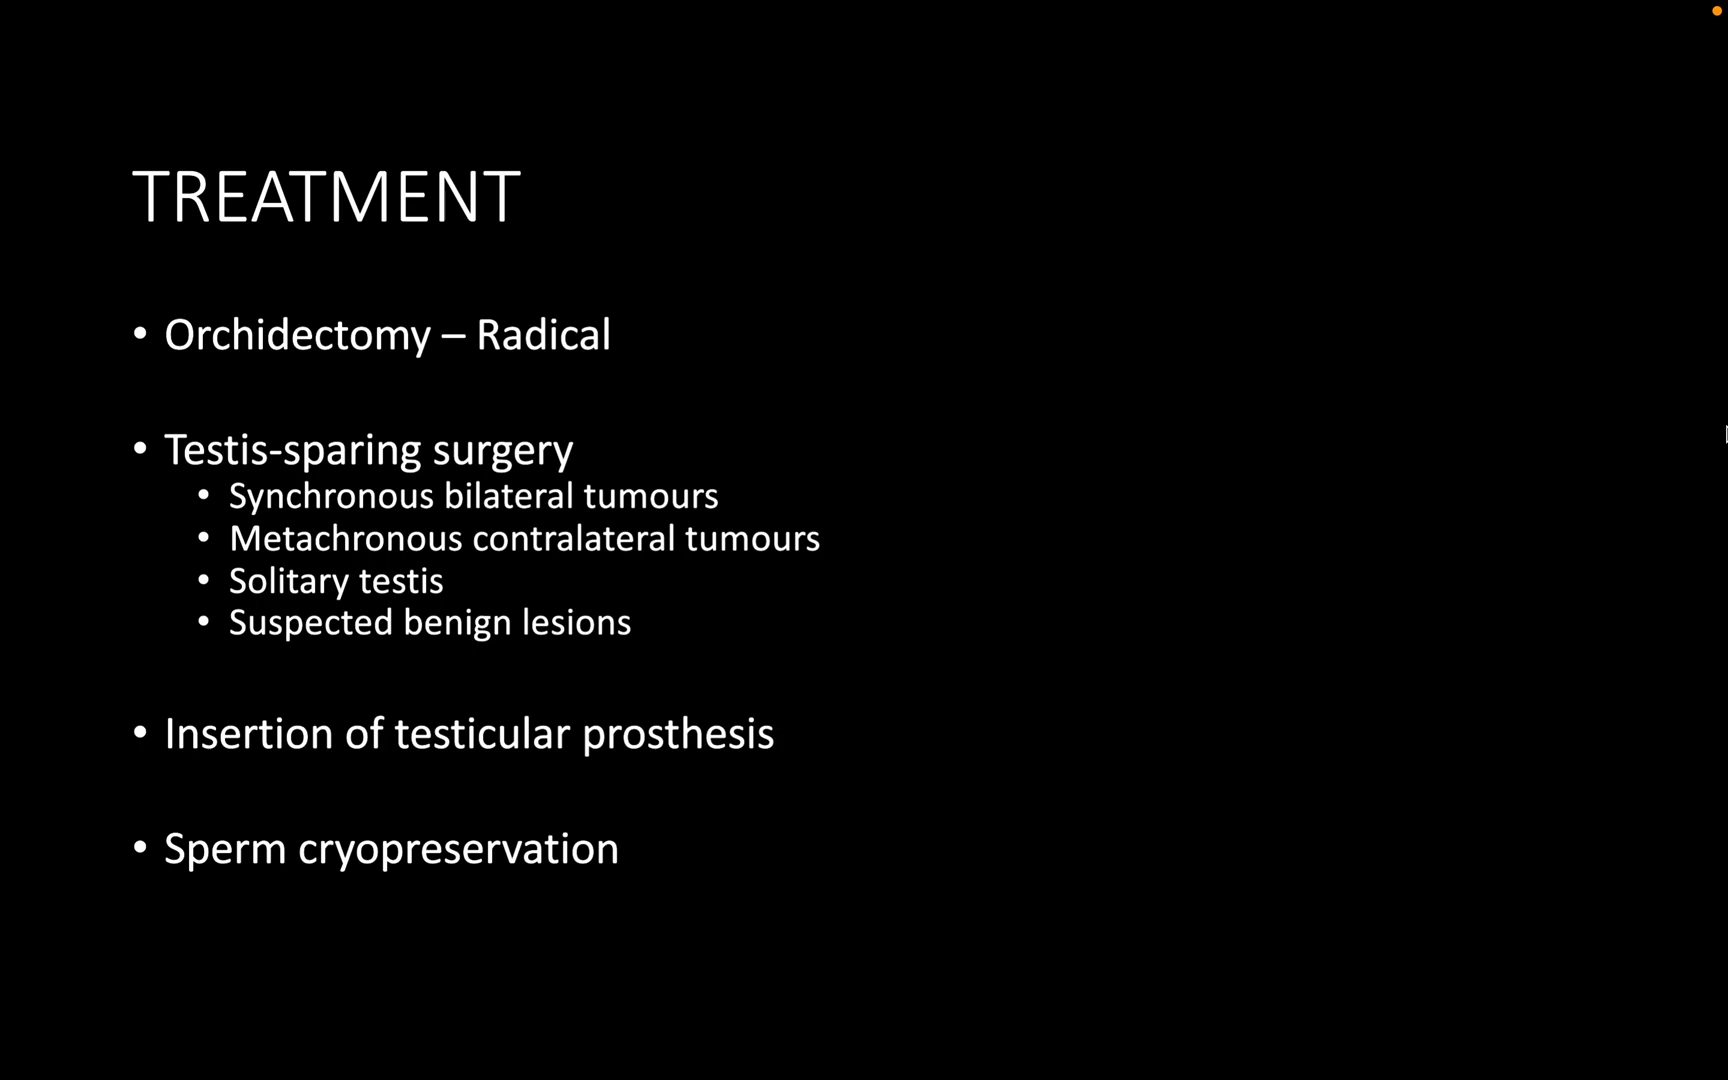 TREATMENT
• Orchidectomy – Radical
• Testis-sparing surgery
• Synchronous bilateral tumours
• Metachronous contralateral tumours
• Solitary testis
• Suspected benign lesions
• Insertion of testicular prosthesis
• Sperm cryopreservation